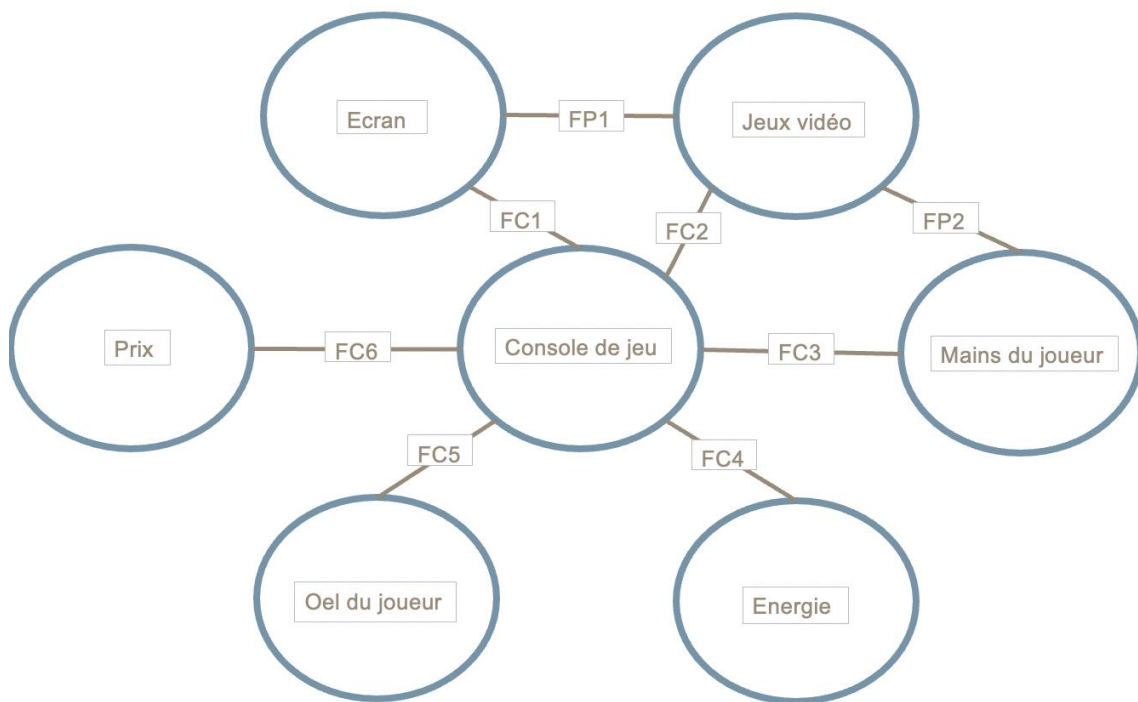 Ecran
FP1
Jeux vidéo
FC1
FC2
FP2
Prix
FC6
Console de jeu
FC3
Mains du joueur
FC5
FC4
Oel du joueur
Energie